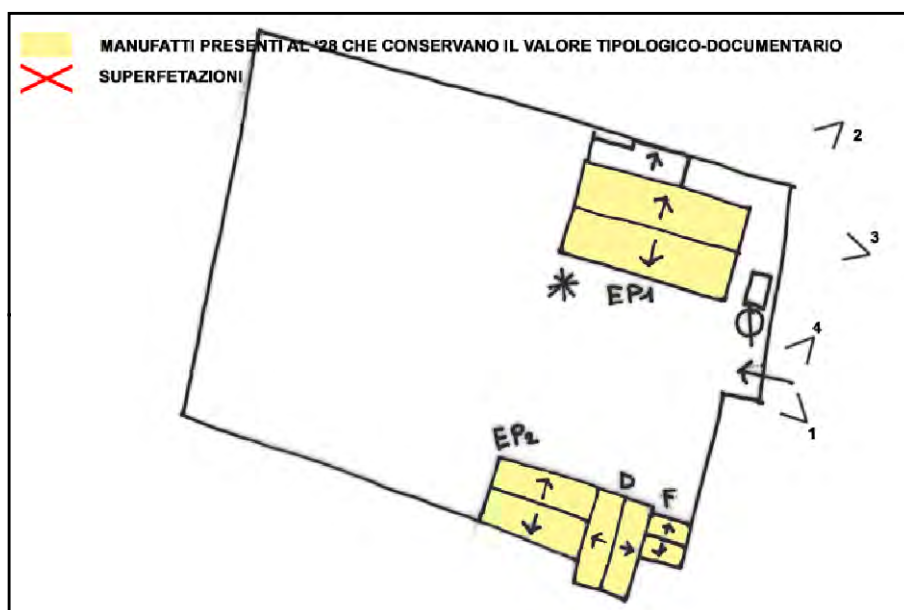 MANUFATTI PRESENTI AL '28 CHE CONSERVANO IL VALORE TIPOLOGICO-DOCUMENTARIO
SUPERFETAZIONI
2
3
EP1
4
1
EP2
D
F